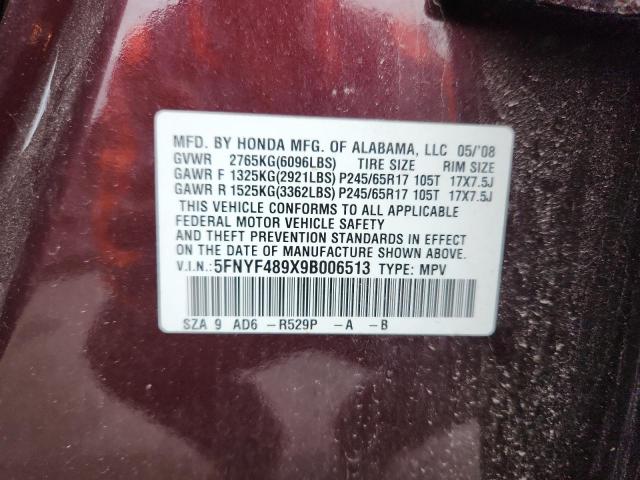 MFD. BY HONDA MFG. OF ALABAMA, LLC 05/'08
GVWR 2765KG(6096LBS) TIRE SIZE RIM SIZE
GAWR F 1325KG(2921LBS) P245/65R17 105T 17X7.5J
GAWR R 1525KG(3362LBS) P245/65R17 105T 17X7.5J
THIS VEHICLE CONFORMS TO ALL APPLICABLE
FEDERAL MOTOR VEHICLE SAFETY
AND THEFT PREVENTION STANDARDS IN EFFECT
ON THE DATE OF MANUFACTURE SHOWN ABOVE.
V.I.N.: 5FNYF489X9B006513 TYPE: MPV
SZA 9 AD6 -R529P -A -B